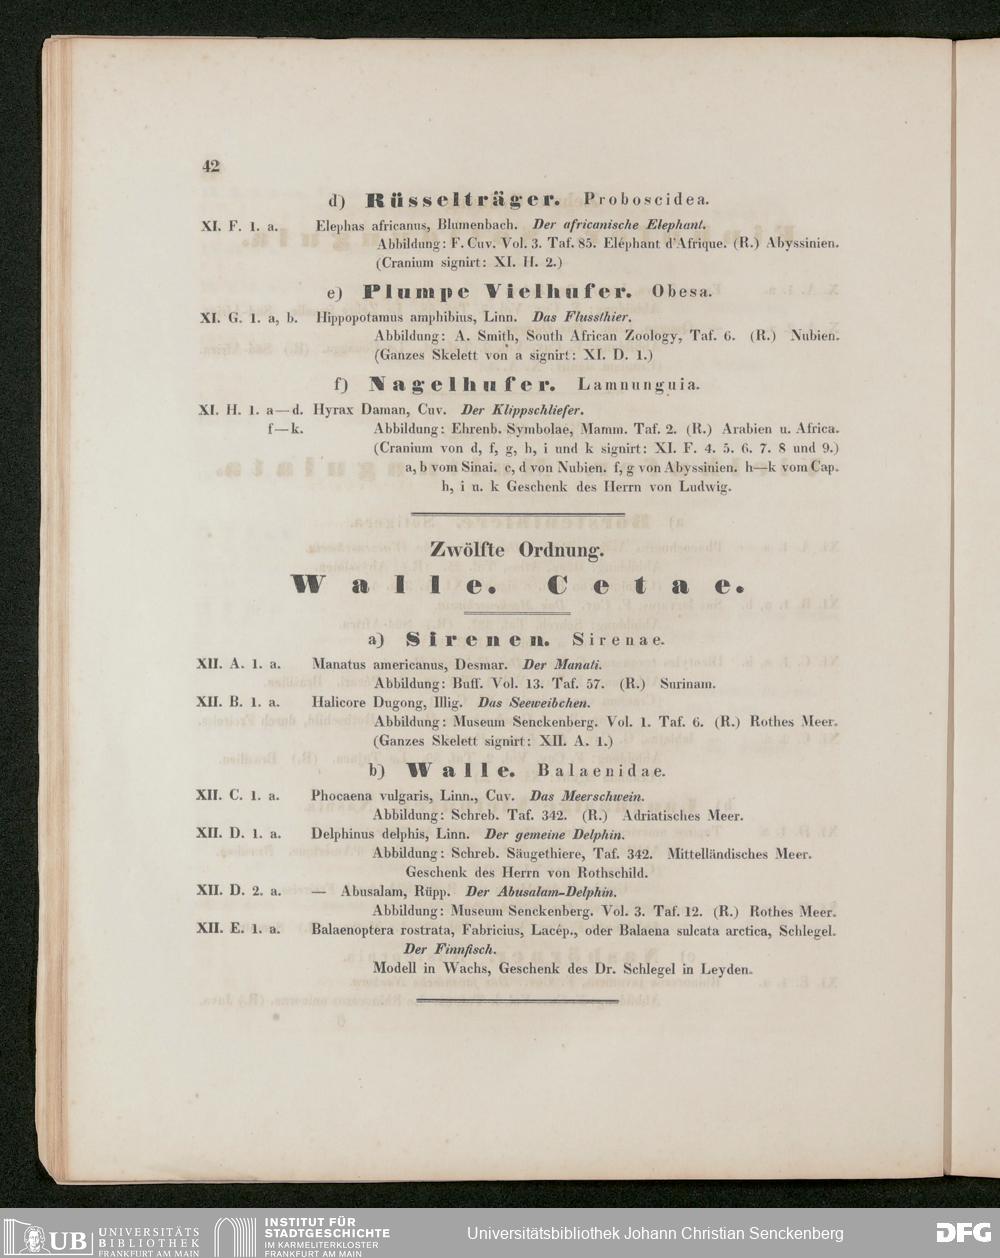 42
d) Rüsselträger. Proboscidea.
XI. F. 1. a. Elephas africanus, Blumenbach. Der africanische Elephant.
Abbildung: F. Cuv. Vol. 3. Taf. 85. Eléphant d'Afrique. (R.) Abyssinien.
(Cranium signirt: XI. H. 2.)
e) Plumpe Vielhufer. Obesa.
XI. G. 1. a, b. Hippopotamus amphibius, Linn. Das Flussthier.
Abbildung: A. Smith, South African Zoology, Taf. 6. (R.) Nubien.
(Ganzes Skelett von a signirt: XI. D. 1.)
f) Nagelhufer. Lamnunguia.
XI. H. 1. a—d. Hyrax Daman, Cuv. Der Klippschliefer.
f—k. Abbildung: Ehrenb. Symbolae, Mamm. Taf. 2. (R.) Arabien u. Africa.
(Cranium von d, f, g, h, i und k signirt: XI. F. 4. 5. 6. 7. 8 und 9.)
a, b vom Sinai. c, d von Nubien. f, g von Abyssinien. h—k vom Cap.
h, i u. k Geschenk des Herrn von Ludwig.
Zwölfte Ordnung.
Walle. Cetae.
a) Sirenen. Sirenae.
XII. A. 1. a. Manatus americanus, Desmar. Der Manati.
Abbildung: Buff. Vol. 13. Taf. 57. (R.) Surinam.
XII. B. 1. a. Halicore Dugong, Illig. Das Seeweibchen.
Abbildung: Museum Senckenberg. Vol. 1. Taf. 6. (R.) Rothes Meer.
(Ganzes Skelett signirt: XII. A. 1.)
b) Walle. Balaenidae.
XII. C. 1. a. Phocaena vulgaris, Linn., Cuv. Das Meerschwein.
Abbildung: Schreb. Taf. 342. (R.) Adriatisches Meer.
XII. D. 1. a. Delphinus delphis, Linn. Der gemeine Delphin.
Abbildung: Schreb. Säugethiere, Taf. 342. Mittelländisches Meer.
Geschenk des Herrn von Rothschild.
XII. D. 2. a. — Abusalam, Rüpp. Der Abusalam-Delphin.
Abbildung: Museum Senckenberg. Vol. 3. Taf. 12. (R.) Rothes Meer.
XII. E. 1. a. Balaenoptera rostrata, Fabricius, Lacép., oder Balaena sulcata arctica, Schlegel.
Der Finnfisch.
Modell in Wachs, Geschenk des Dr. Schlegel in Leyden.
UB UNIVERSITÄTS
BIBLIOTHEK
FRANKFURT AM MAIN
INSTITUT FÜR
STADTGESCHICHTE
IM KARMELITERKLOSTER
FRANKFURT AM MAIN
Universitätsbibliothek Johann Christian Senckenberg
DFG